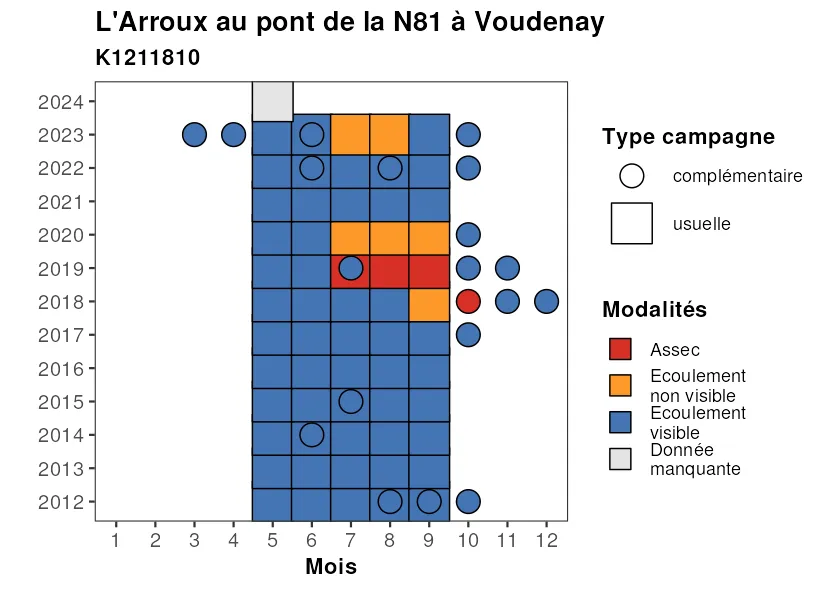 L'Arroux au pont de la N81 à Voudenay
K1211810
2024
2023
2022
2021
2020
2019
2018
2017
2016
2015
2014
2013
2012
1 2 3 4 5 6 7 8 9 10 11 12
Mois
Type campagne
complémentaire
usuelle
Modalités
Assec
Ecoulement
non visible
Ecoulement
visible
Donnée
manquante